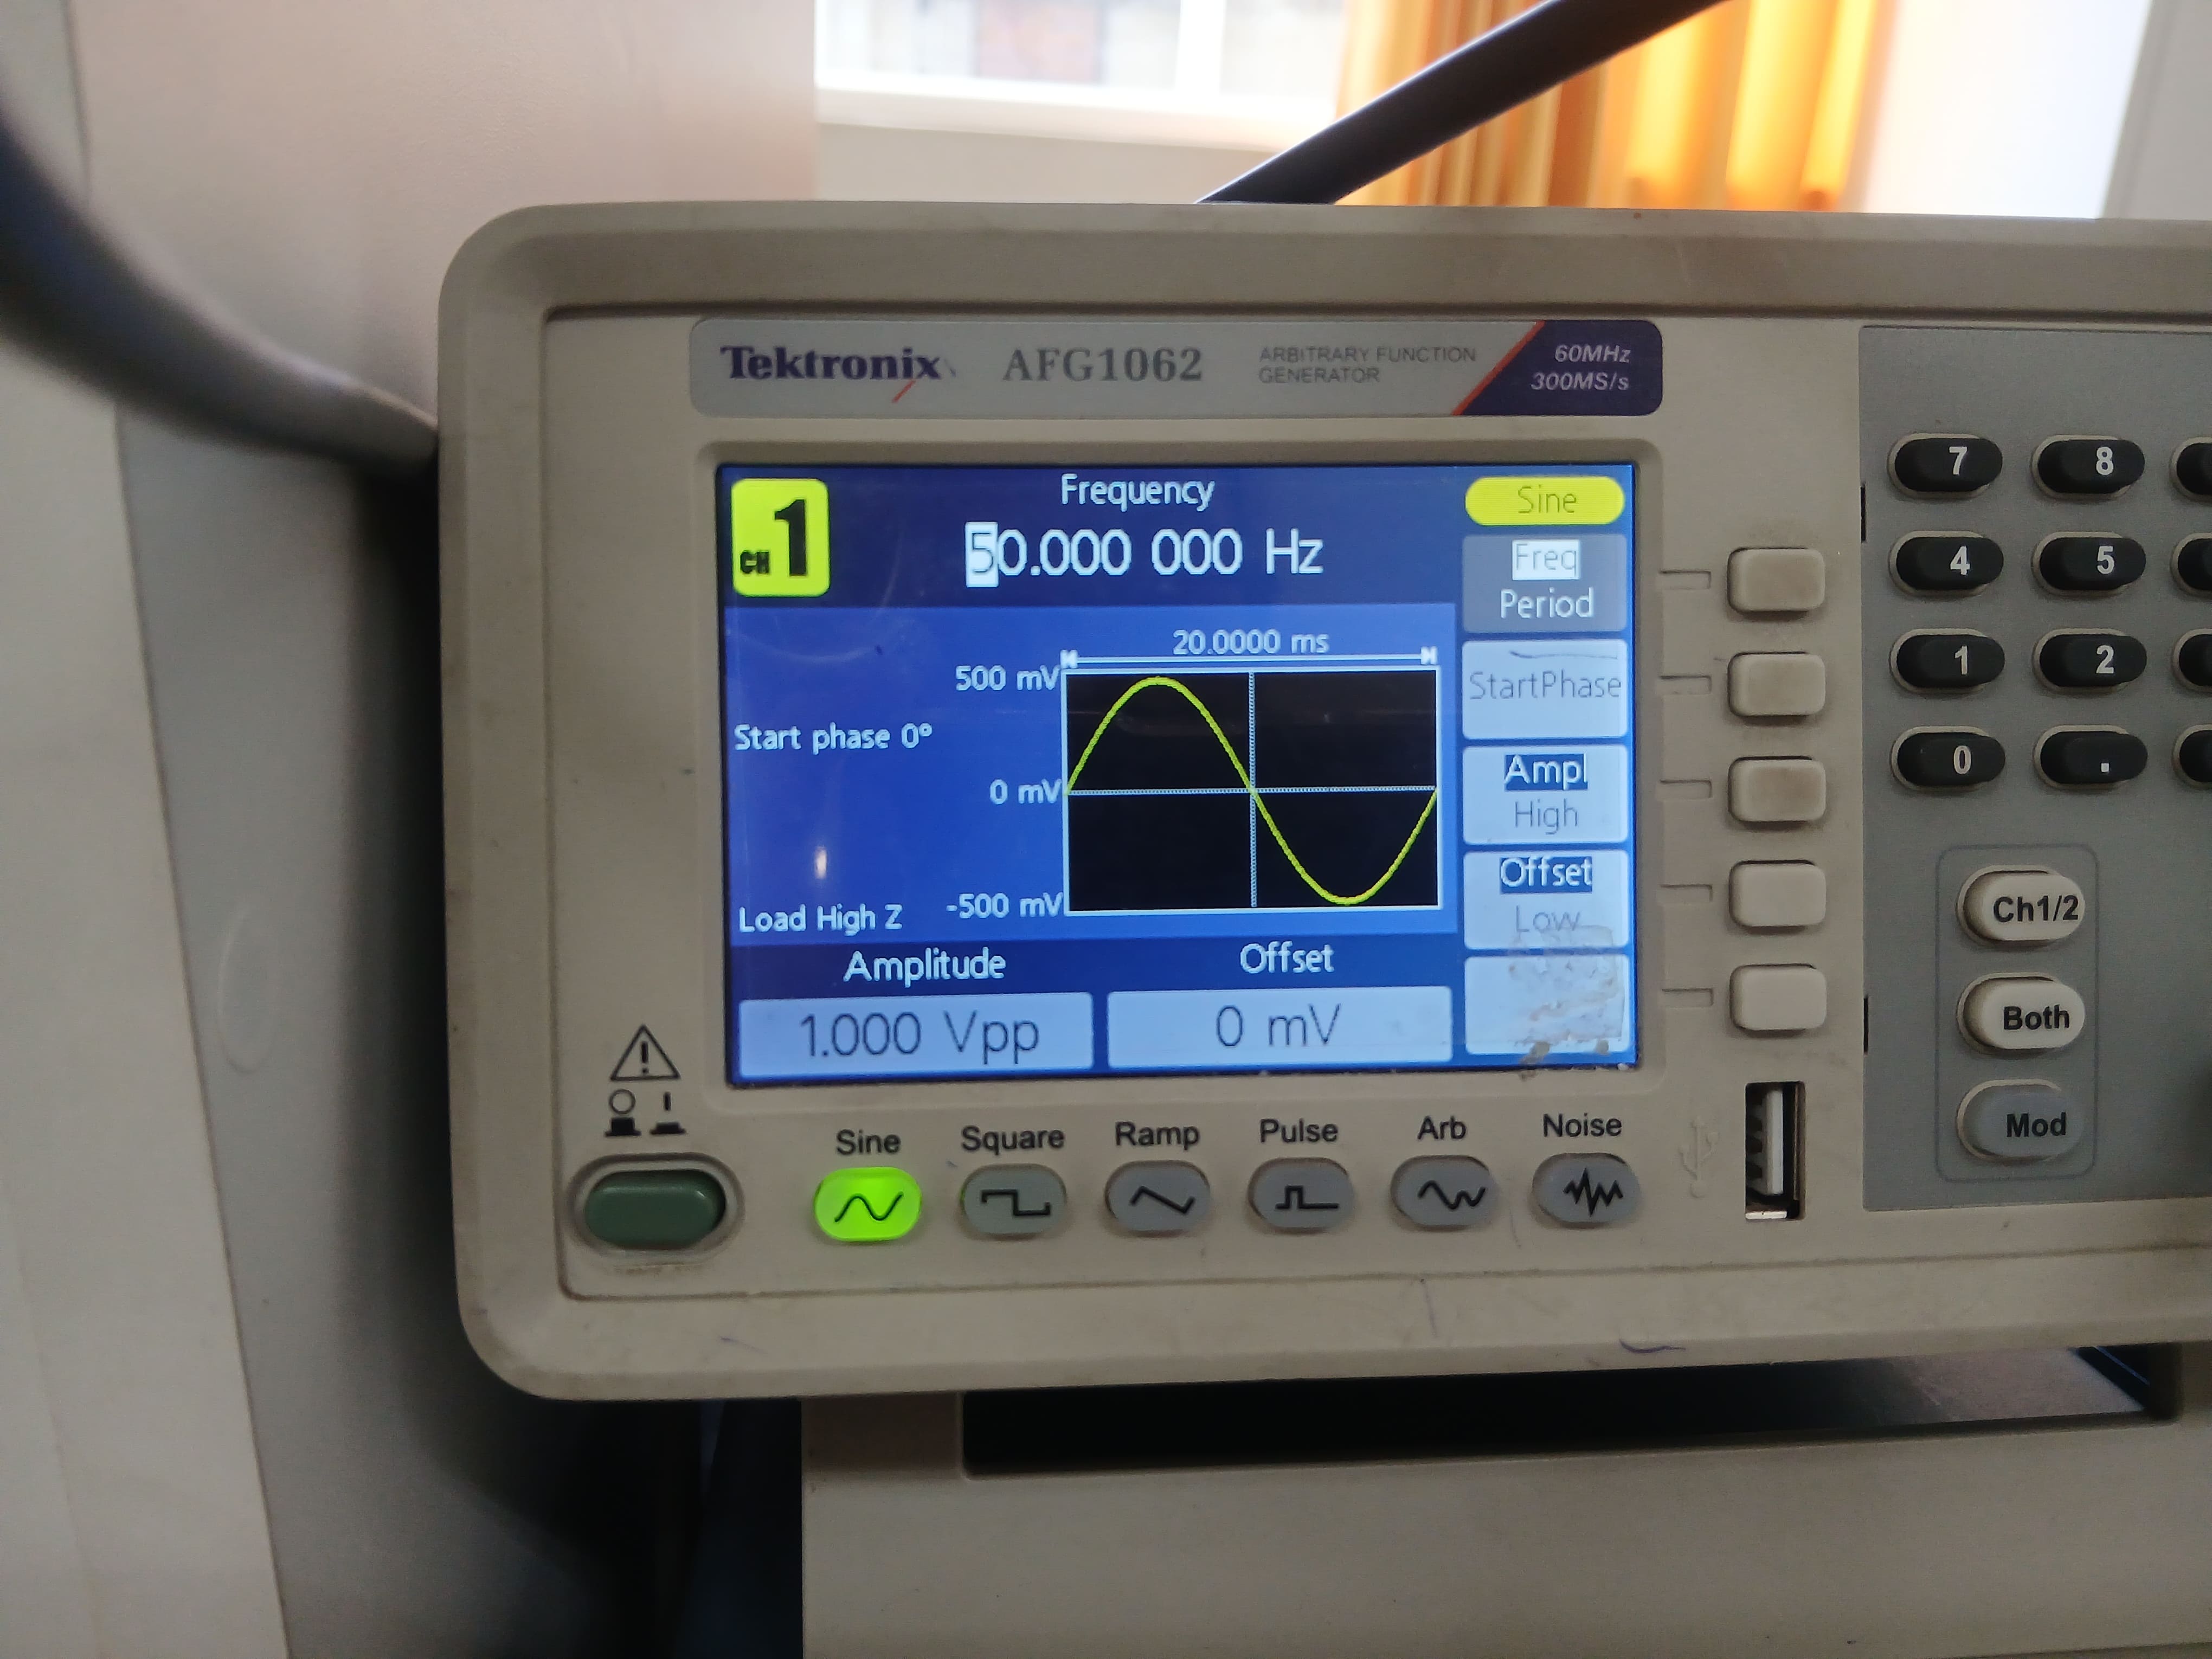 Tektronix AFG1062 ARBITRARY FUNCTION GENERATOR 60MHz 300MS/s
CH 1
Frequency
50.000 000 Hz
Sine
Freq
Period
StartPhase
Ampl
High
Offset
Low
20.0000 ms
500 mV
Start phase 0°
0 mV
-500 mV
Load High Z
Amplitude
Offset
1.000 Vpp
0 mV
Sine Square Ramp Pulse Arb Noise
7 8
4 5
1 2
0 .
Ch1/2
Both
Mod